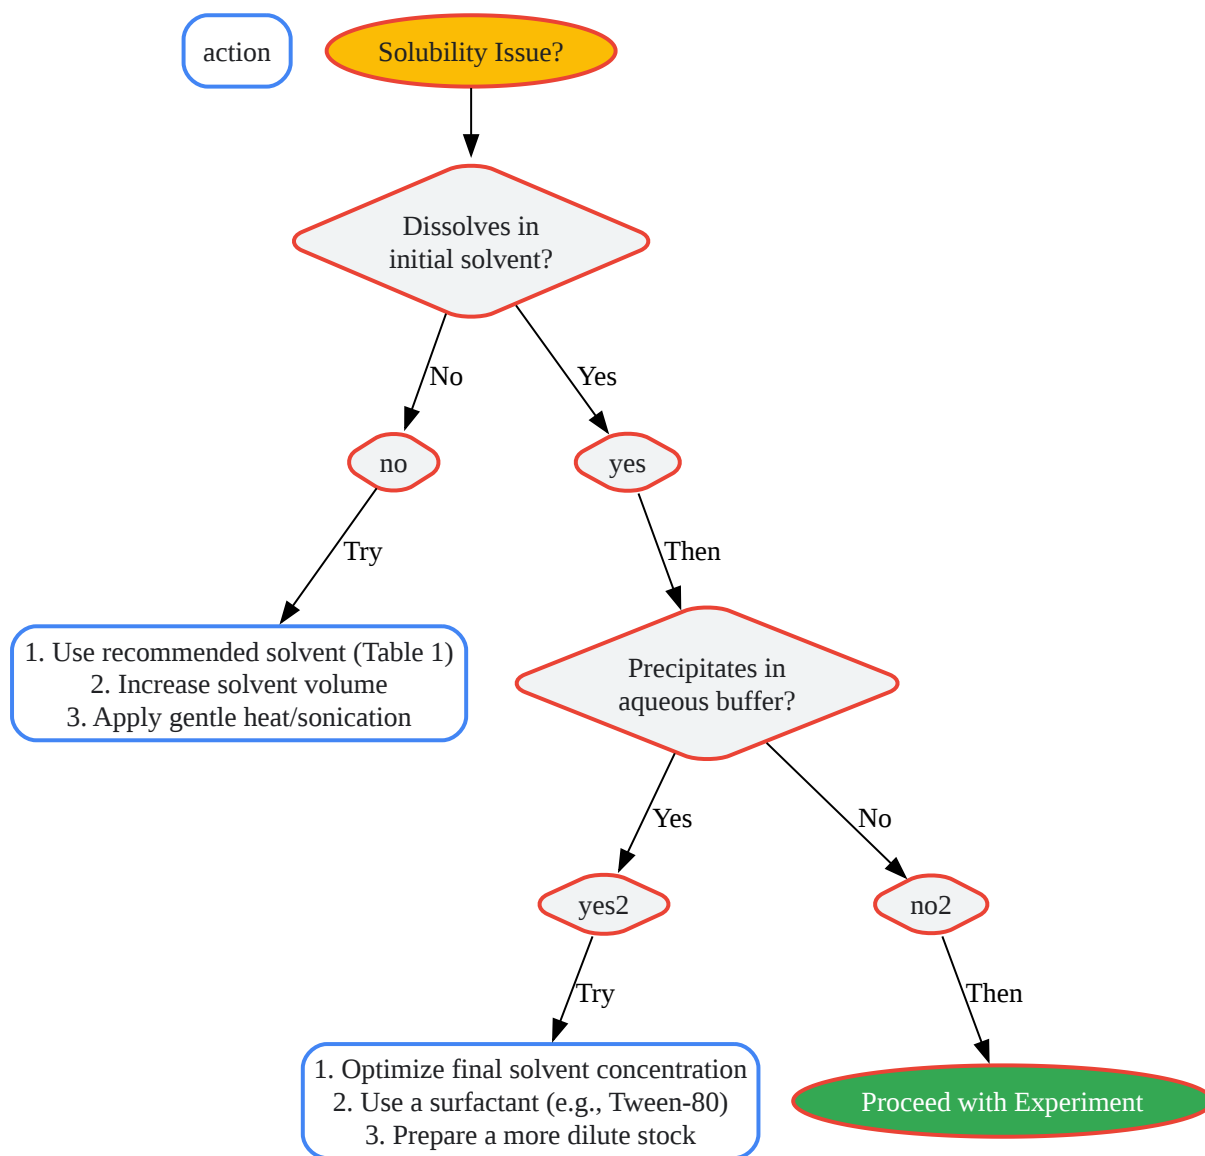 action
Solubility Issue?
Dissolves in
initial solvent?
No
Yes
no
yes
Try
Then
1. Use recommended solvent (Table 1)
2. Increase solvent volume
3. Apply gentle heat/sonication
Precipitates in
aqueous buffer?
Yes
No
yes2
no2
Try
Then
1. Optimize final solvent concentration
2. Use a surfactant (e.g., Tween-80)
3. Prepare a more dilute stock
Proceed with Experiment